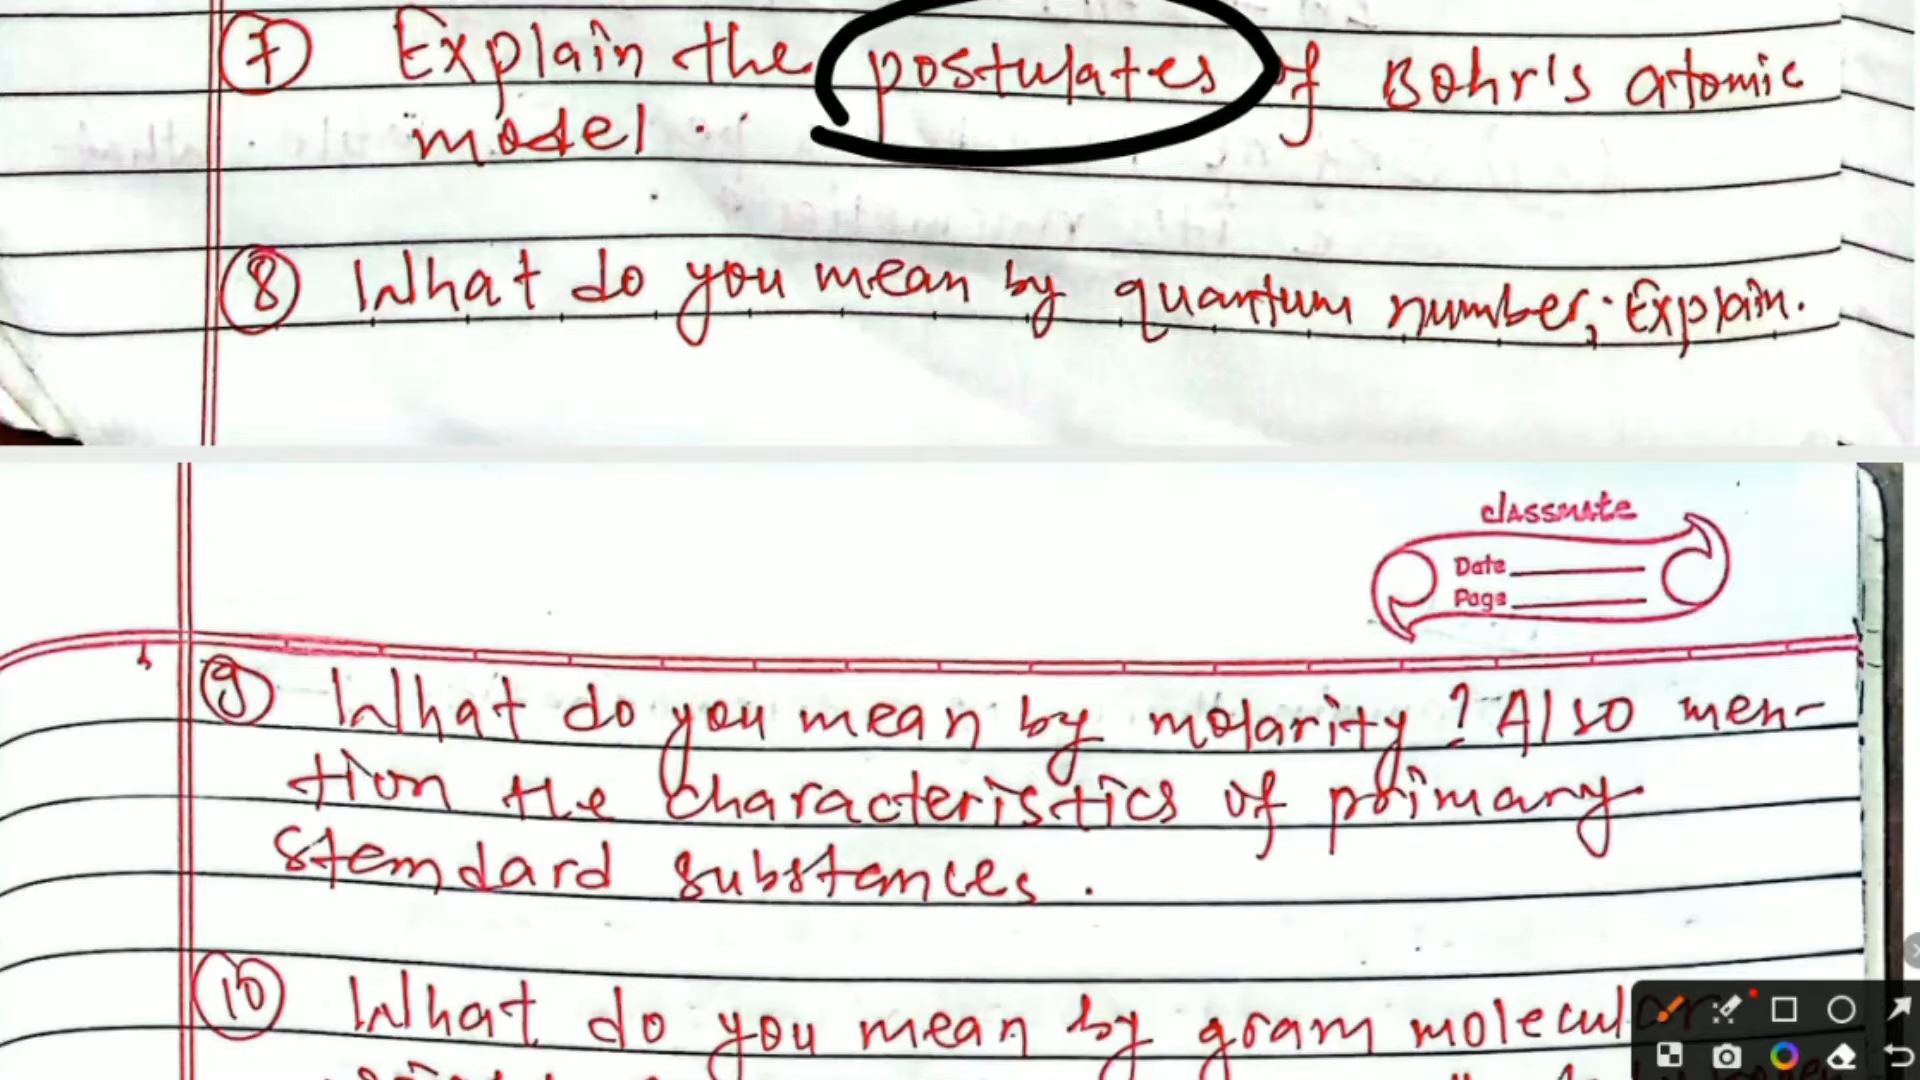 7 Explain the postulates of Bohr's atomic
model.
8 What do you mean by quantum number, Explain.
classmate
Date
Page
9 What do you mean by molarity? Also men-
tion the characteristics of primary
standard substances.
10 What do you mean by gram molecular